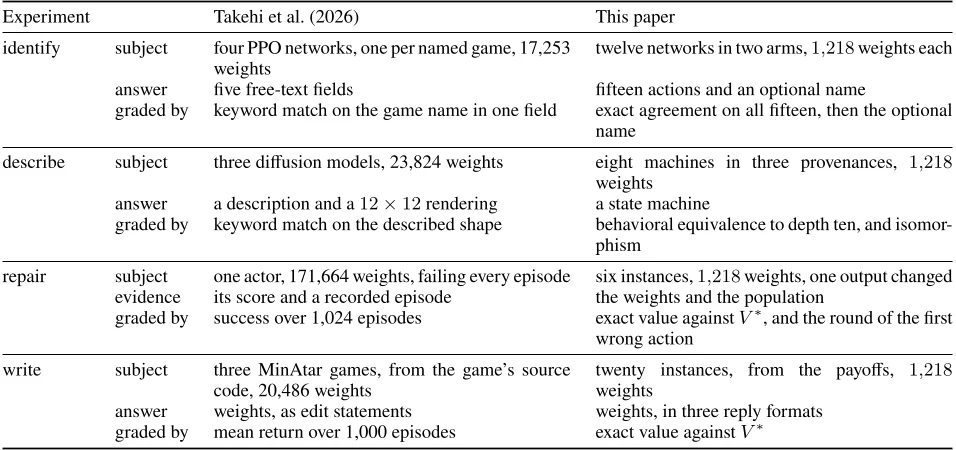 Experiment Takehi et al. (2026) This paper
identify subject four PPO networks, one per named game, 17,253 weights twelve networks in two arms, 1,218 weights each
answer five free-text fields fifteen actions and an optional name
graded by keyword match on the game name in one field exact agreement on all fifteen, then the optional name
describe subject three diffusion models, 23,824 weights eight machines in three provenances, 1,218 weights
answer a description and a 12 × 12 rendering a state machine
graded by keyword match on the described shape behavioral equivalence to depth ten, and isomor-phism
repair subject one actor, 171,664 weights, failing every episode six instances, 1,218 weights, one output changed
evidence its score and a recorded episode the weights and the population
graded by success over 1,024 episodes exact value against V*, and the round of the first wrong action
write subject three MinAtar games, from the game's source code, 20,486 weights twenty instances, from the payoffs, 1,218 weights
answer weights, as edit statements weights, in three reply formats
graded by mean return over 1,000 episodes exact value against V*